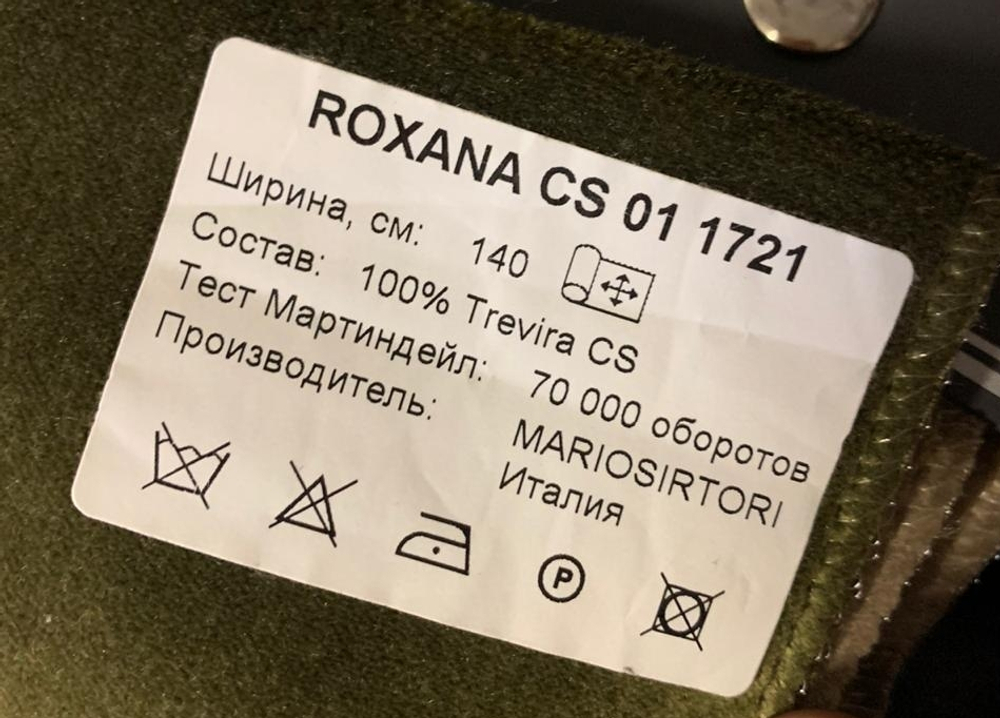 ROXANA CS 01 1721
Ширина, см: 140
Состав: 100% Trevira CS
Тест Мартиндейл: 70 000 оборотов
Производитель: MARIOSIRTORI
Италия
P